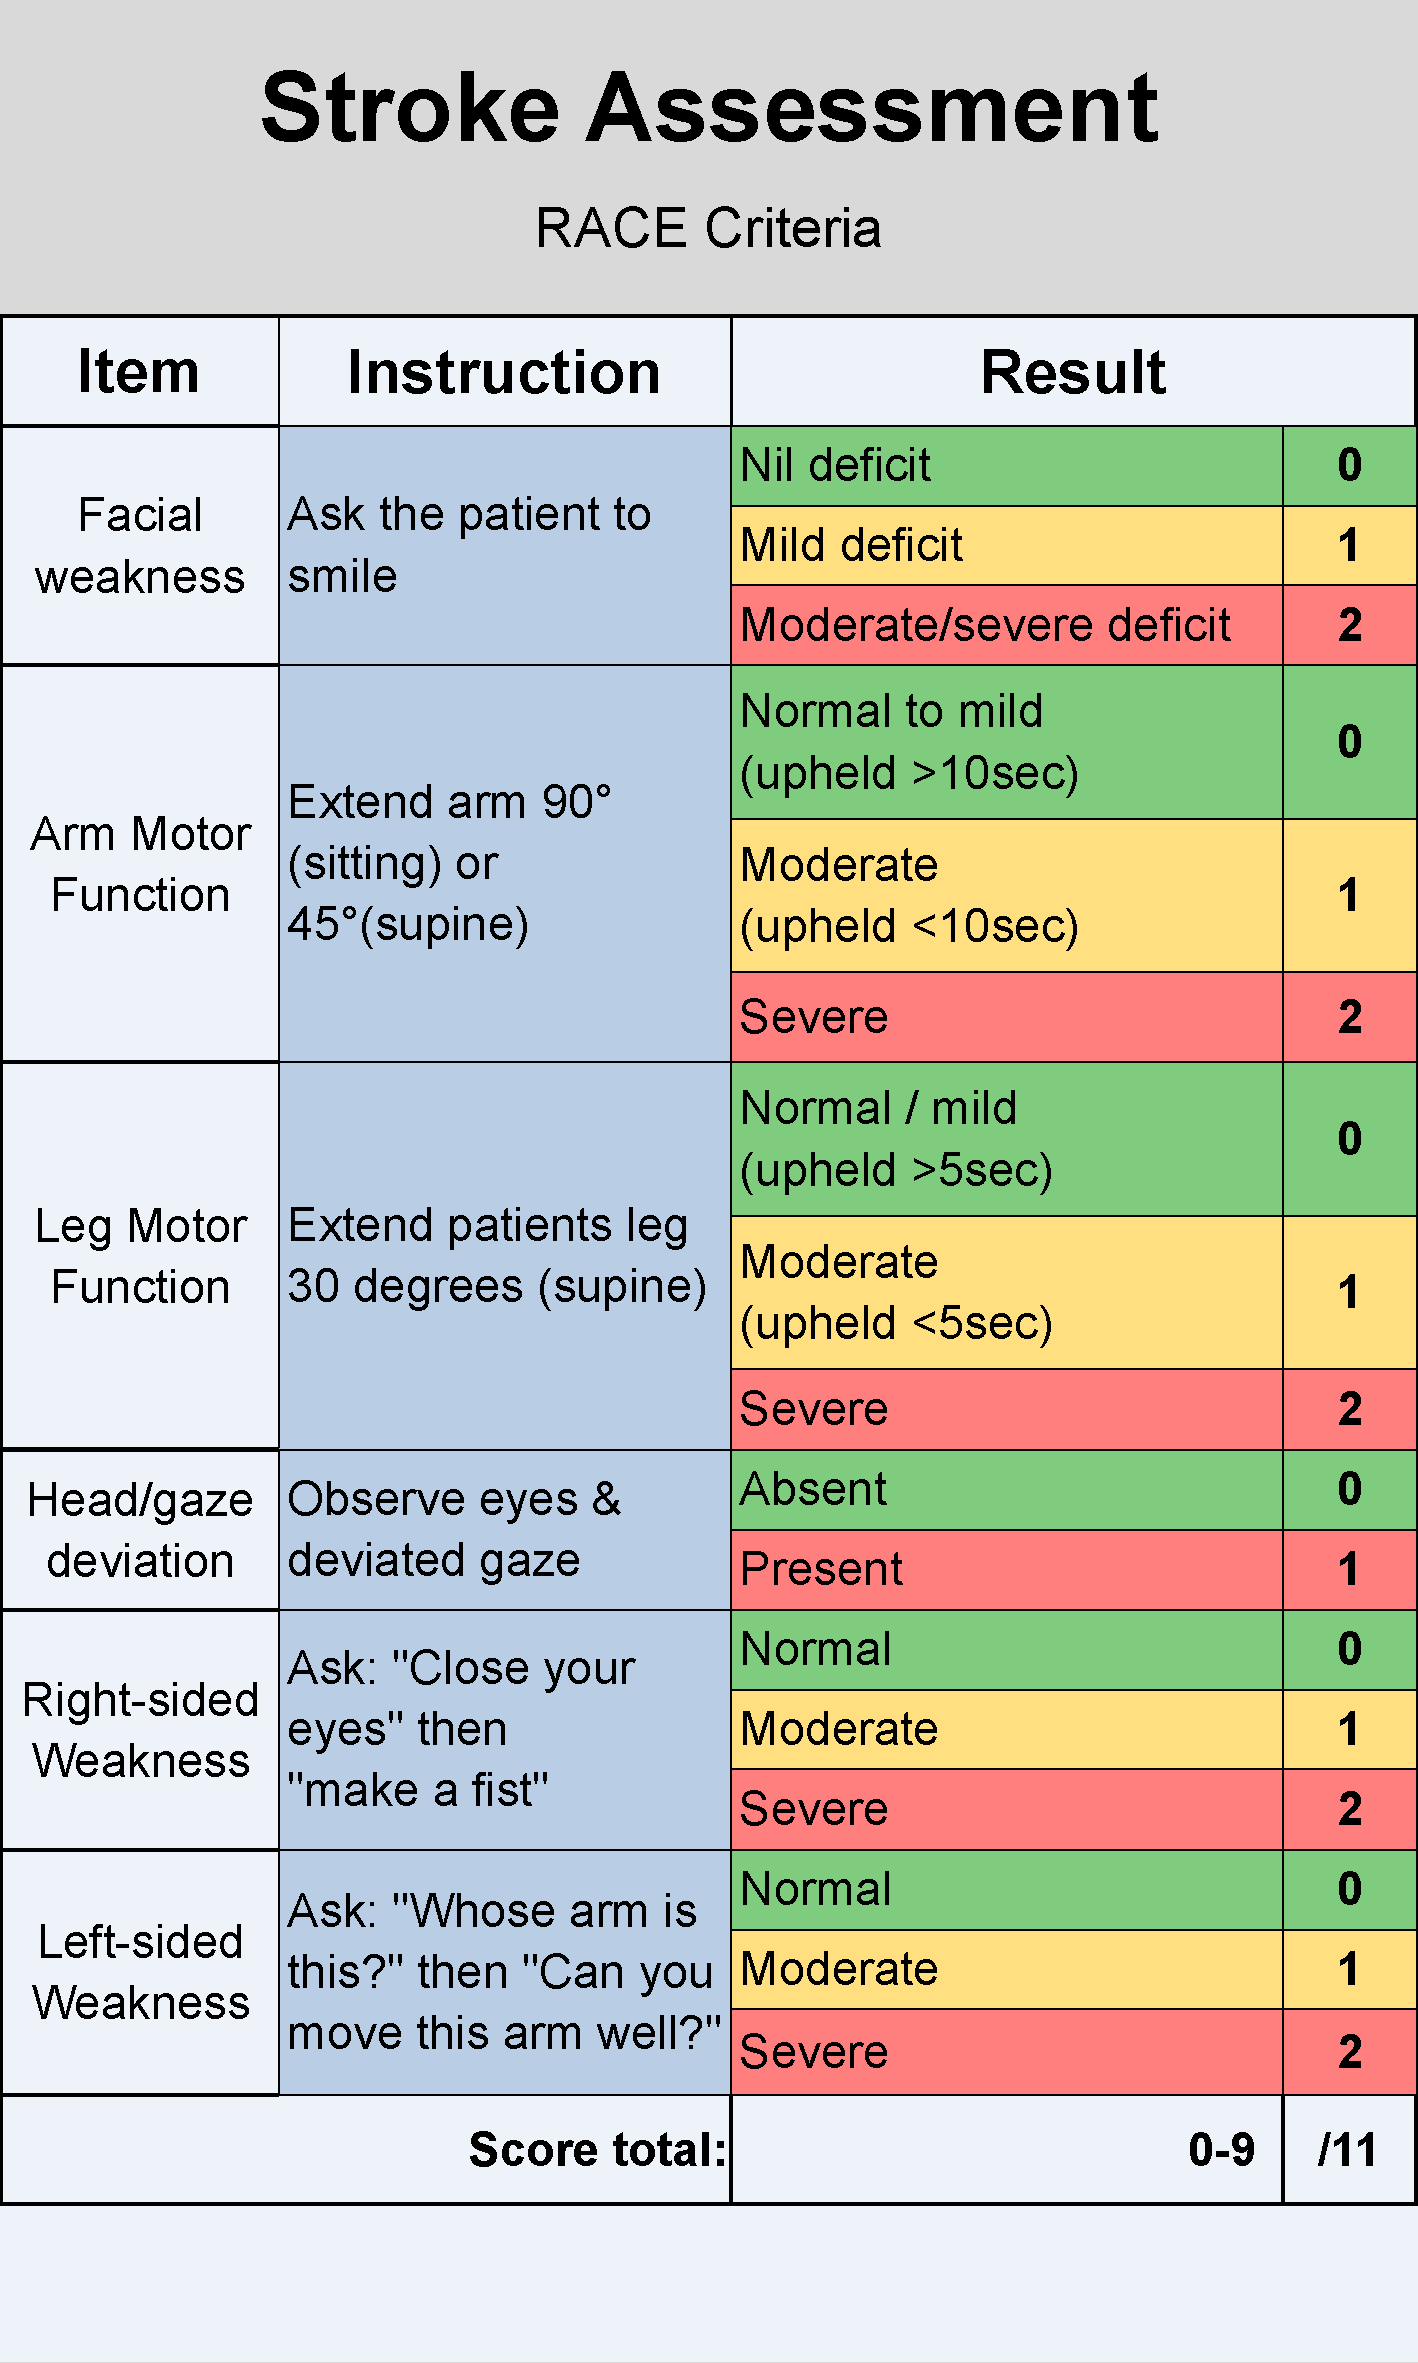 Stroke Assessment
RACE Criteria
Item
Instruction
Result
Facial
weakness
Ask the patient to
smile
Nil deficit
0
Mild deficit
1
Moderate/severe deficit
2
Arm Motor
Function
Extend arm 90°
(sitting) or
45°(supine)
Normal to mild
(upheld >10sec)
0
Moderate
(upheld <10sec)
1
Severe
2
Leg Motor
Function
Extend patients leg
30 degrees (supine)
Normal / mild
(upheld >5sec)
0
Moderate
(upheld <5sec)
1
Severe
2
Head/gaze
deviation
Observe eyes &
deviated gaze
Absent
0
Present
1
Right-sided
Weakness
Ask: "Close your
eyes" then
"make a fist"
Normal
0
Moderate
1
Severe
2
Left-sided
Weakness
Ask: "Whose arm is
this?" then "Can you
move this arm well?"
Normal
0
Moderate
1
Severe
2
Score total:
0-9
/11